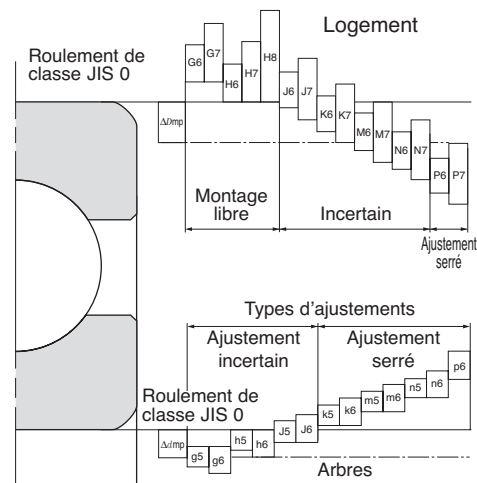 Logement
Roulement de
classe JIS 0
G6
G7
H6
H7
H8
J6
J7
K6
K7
M6
M7
N6
N7
P6
P7
ΔDmp
Montage
libre
Incertain
Ajustement
serré
Types d'ajustements
Ajustement
incertain
Ajustement
serré
Roulement de
classe JIS 0
Δdmp
g5
g6
h5
h6
J5
J6
k5
k6
m5
m6
n5
n6
p6
Arbres